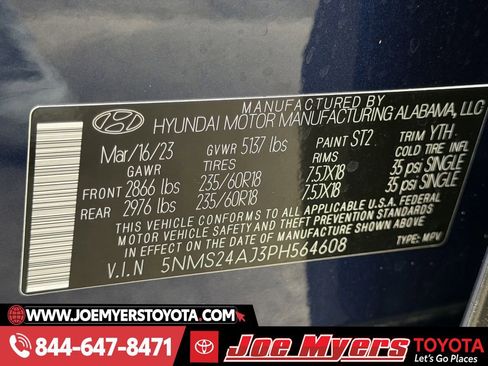 MANUFACTURED BY
HYUNDAI MOTOR MANUFACTURING ALABAMA, LLC
Mar/16/23 GVWR 5137 lbs PAINT ST2 TRIM YTH
GAWR TIRES RIMS COLD TIRE INFL
FRONT 2866 lbs 235/60R18 7.5JX18 35 psi SINGLE
REAR 2976 lbs 235/60R18 7.5JX18 35 psi SINGLE
THIS VEHICLE CONFORMS TO ALL APPLICABLE U.S.A. FEDERAL
MOTOR VEHICLE SAFETY AND THEFT PREVENTION STANDARDS
IN EFFECT ON THE DATE OF MANUFACTURE SHOWN ABOVE.
V.I.N 5NMS24AJ3PH564608 TYPE: MPV
WWW.JOEMYERSTOYOTA.COM
844-647-8471
Joe Myers TOYOTA
Let's Go Places